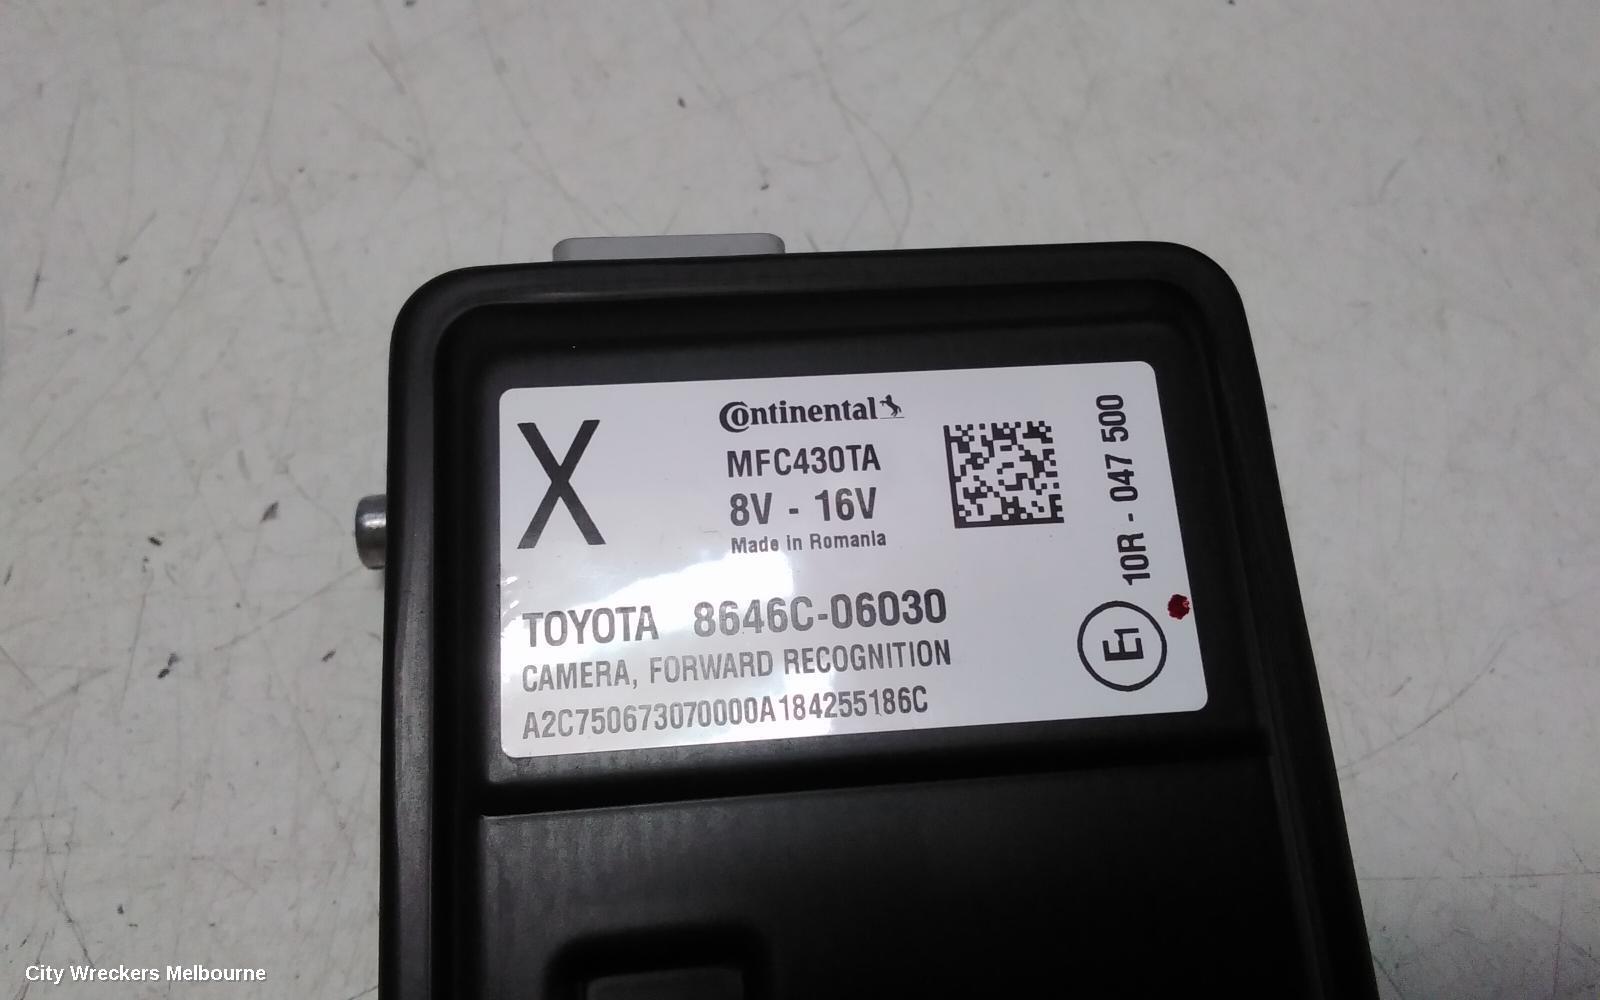 X
Continental
MFC430TA
8V - 16V
Made in Romania
TOYOTA 8646C-06030
CAMERA, FORWARD RECOGNITION
A2C750673070000A184255186C
10R - 047 500
E1
City Wreckers Melbourne